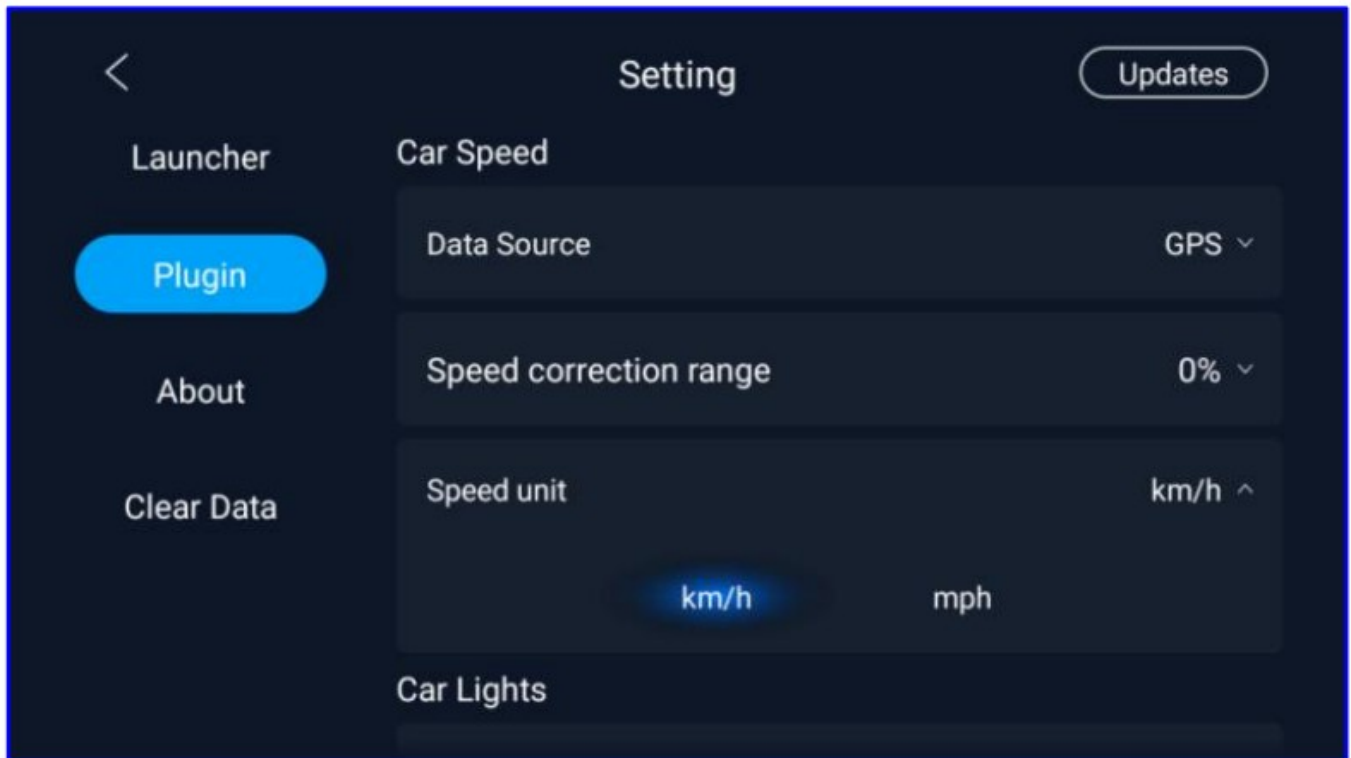 Setting
Updates
Launcher
Plugin
About
Clear Data
Car Speed
Data Source
GPS
Speed correction range
0%
Speed unit
km/h
km/h
mph
Car Lights